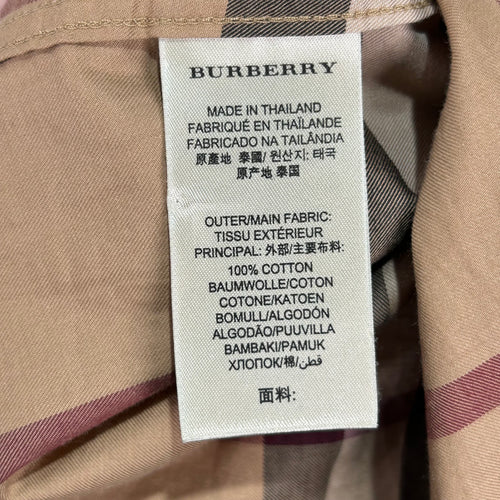 BURBERRY
MADE IN THAILAND
FABRIQUÉ EN THAÏLANDE
FABRICADO NA TAILÂNDIA
原產地 泰國/ 원산지: 태국
原产地 泰国
OUTER/MAIN FABRIC:
TISSU EXTÉRIEUR
PRINCIPAL: 外部/主要布料:
100% COTTON
BAUMWOLLE/COTON
COTONE/KATOEN
BOMULL/ALGODÓN
ALGODÃO/PUUVILLA
BAMBAKI/PAMUK
ХЛОПОК/棉/قطن
面料: